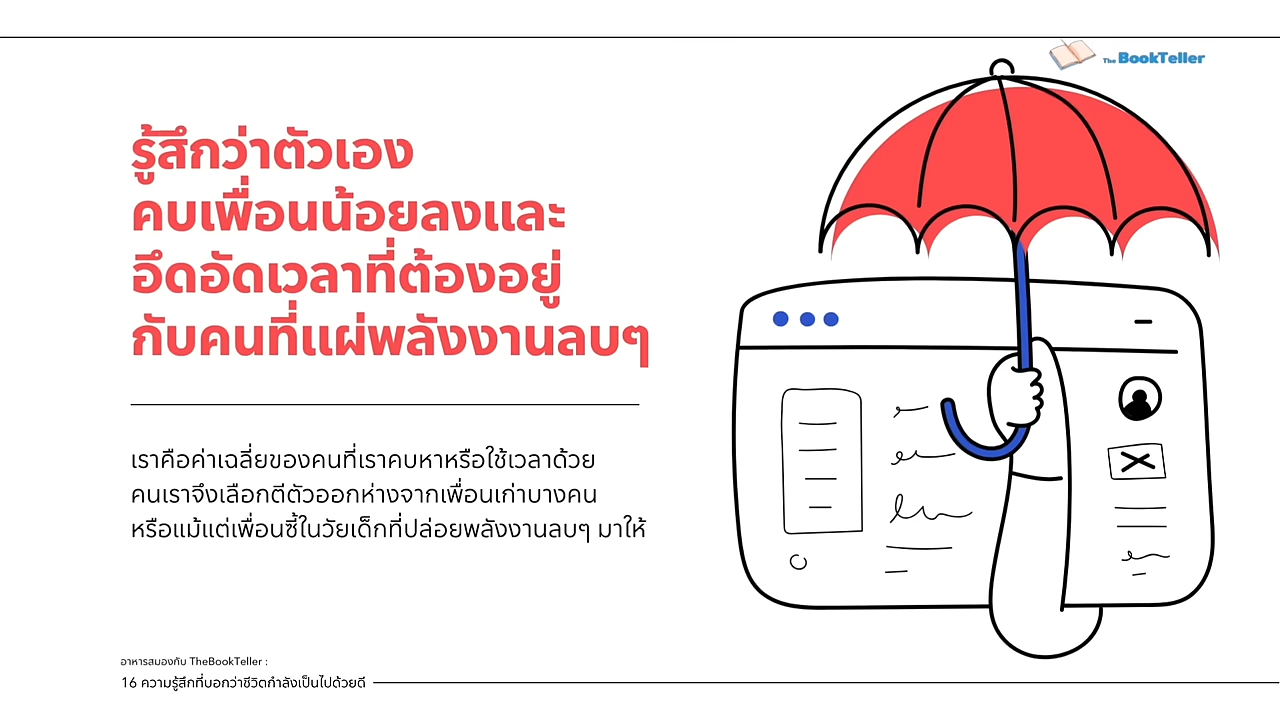 The BookTeller
รู้สึกว่าตัวเอง
คบเพื่อนน้อยลงและ
อึดอัดเวลาที่ต้องอยู่
กับคนที่แผ่พลังงานลบๆ
เราคือค่าเฉลี่ยของคนที่เราคบหาหรือใช้เวลาด้วย
คนเราจึงเลือกตีตัวออกห่างจากเพื่อนเก่าบางคน
หรือแม้แต่เพื่อนซี้ในวัยเด็กที่ปล่อยพลังงานลบๆ มาให้
อาหารสมองกับ TheBookTeller :
16 ความรู้สึกที่บอกว่าชีวิตกำลังเป็นไปด้วยดี